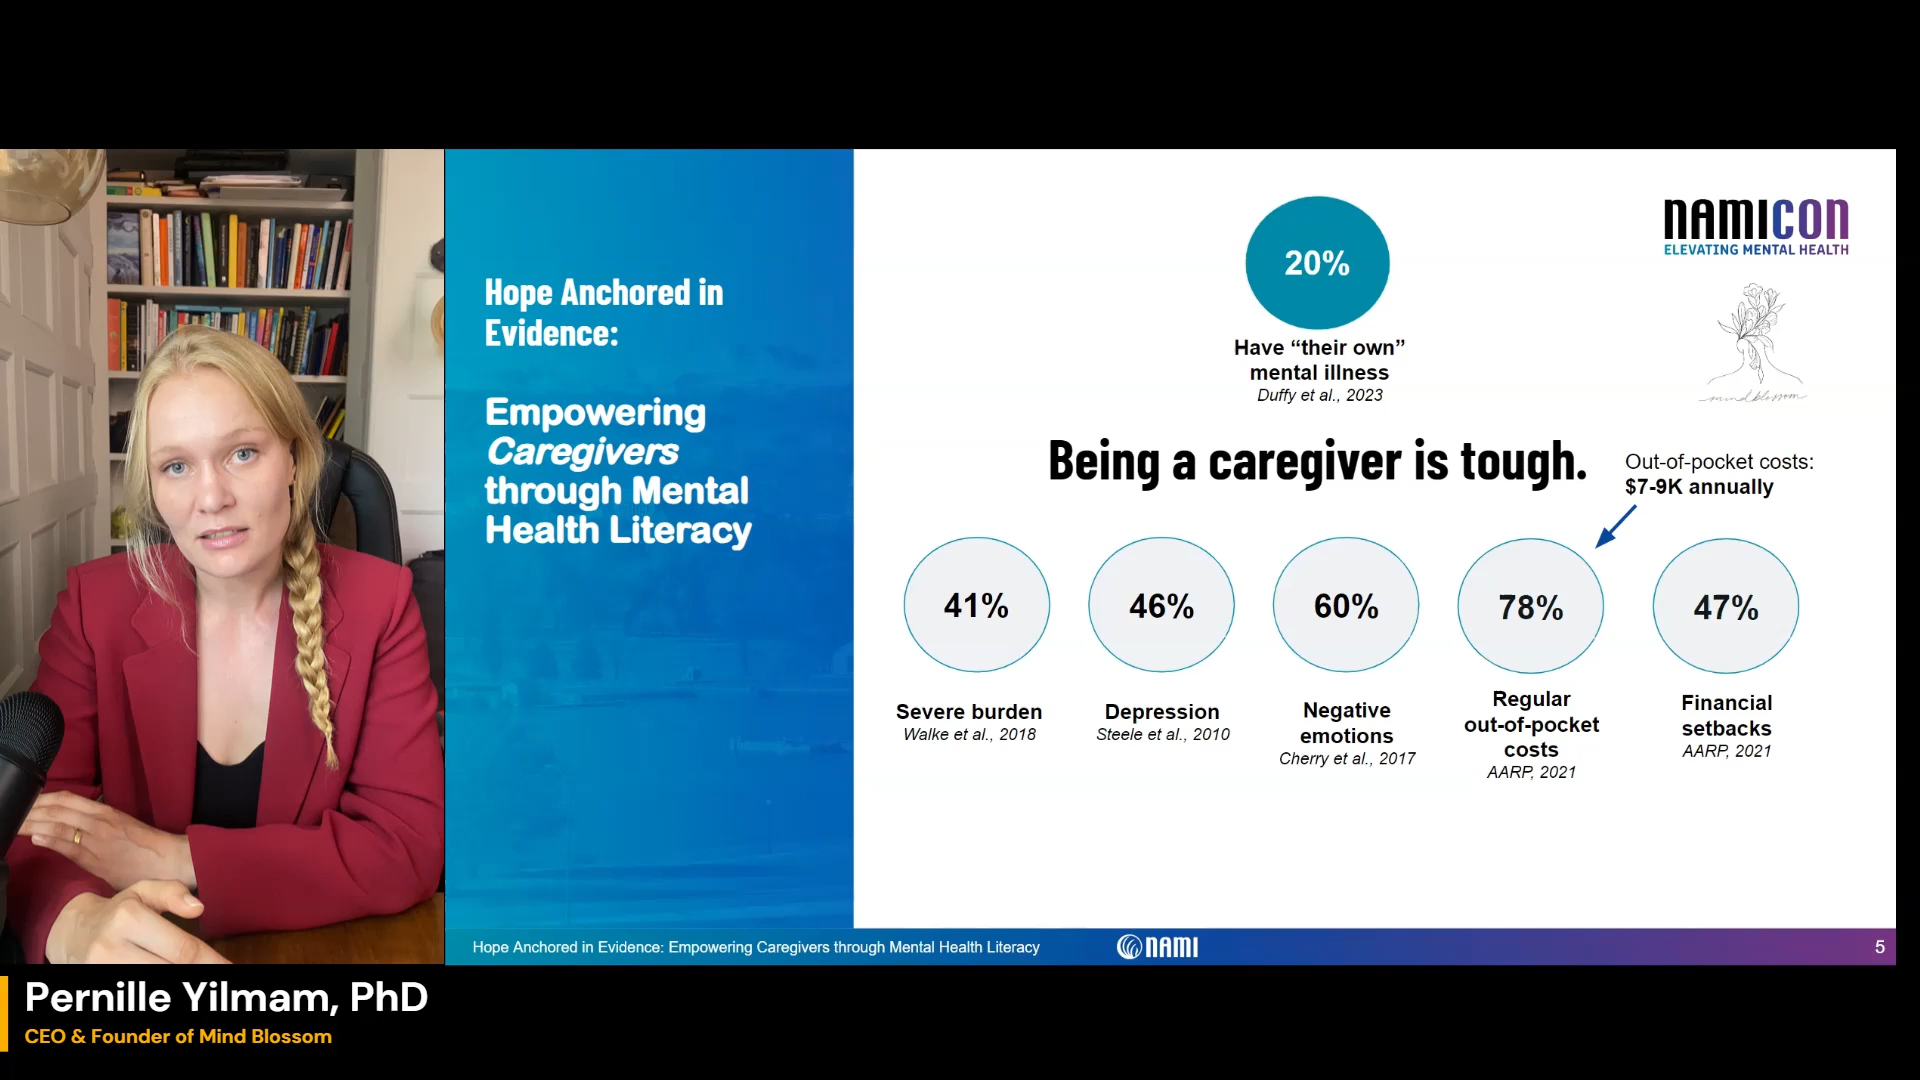 Hope Anchored in
Evidence:
Empowering
Caregivers
through Mental
Health Literacy
20%
Have “their own”
mental illness
Duffy et al., 2023
NAMICON
ELEVATING MENTAL HEALTH
mind blossom
Being a caregiver is tough.
Out-of-pocket costs:
$7-9K annually
41%
Severe burden
Walke et al., 2018
46%
Depression
Steele et al., 2010
60%
Negative
emotions
Cherry et al., 2017
78%
Regular
out-of-pocket
costs
AARP, 2021
47%
Financial
setbacks
AARP, 2021
Hope Anchored in Evidence: Empowering Caregivers through Mental Health Literacy
NAMI
5
Pernille Yilmam, PhD
CEO & Founder of Mind Blossom